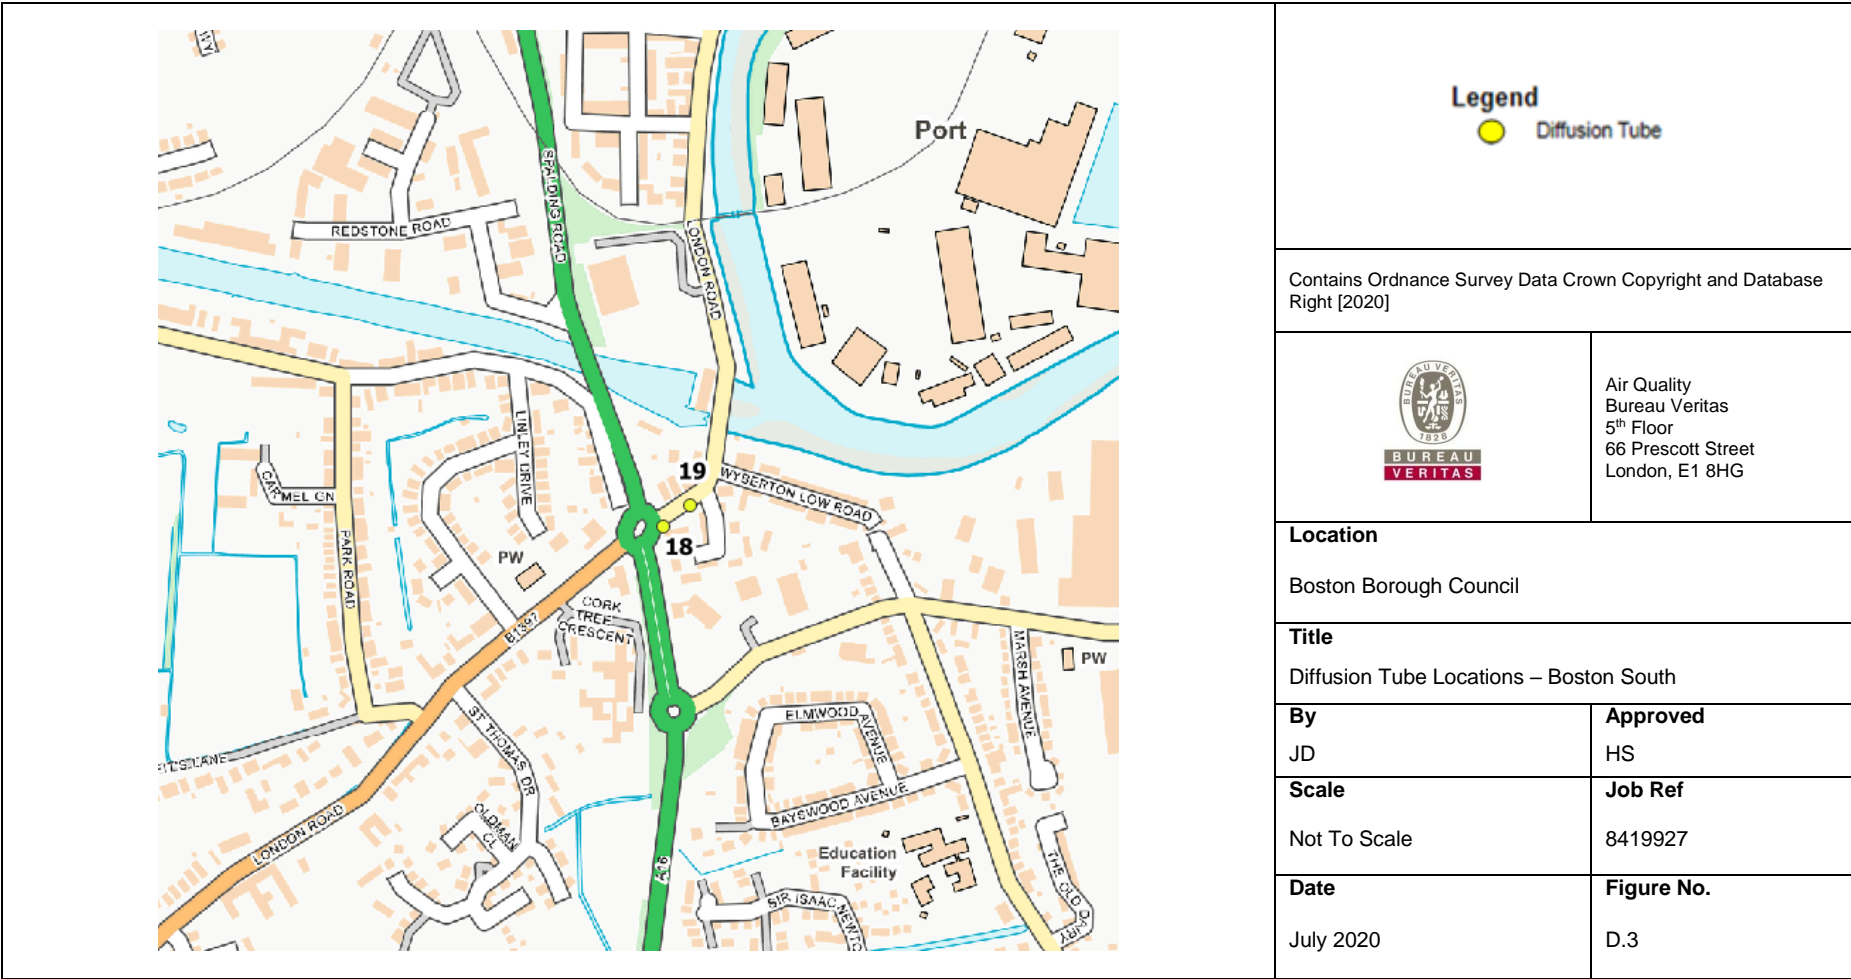 WY
Port
SPALDING ROAD
REDSTONE ROAD
LONDON ROAD
LINLEY DRIVE
19
WYBERTON LOW ROAD
CARMEL GN
PARK ROAD
18
PW
CORK
TREE
CRESCENT
B1397
MARSH AVENUE
PW
ELMWOOD AVENUE
ST THOMAS DR
LANE
BAYSWOOD AVENUE
OLDMAN
CL
LONDON ROAD
Education
Facility
A16
THE OLD DAIRY
SIR ISAAC NEWTO
Legend
Diffusion Tube
Contains Ordnance Survey Data Crown Copyright and Database
Right [2020]
BUREAU VERITAS
1828
BUREAU
VERITAS
Air Quality
Bureau Veritas
5th Floor
66 Prescott Street
London, E1 8HG
Location
Boston Borough Council
Title
Diffusion Tube Locations – Boston South
By
JD
Approved
HS
Scale
Not To Scale
Job Ref
8419927
Date
July 2020
Figure No.
D.3